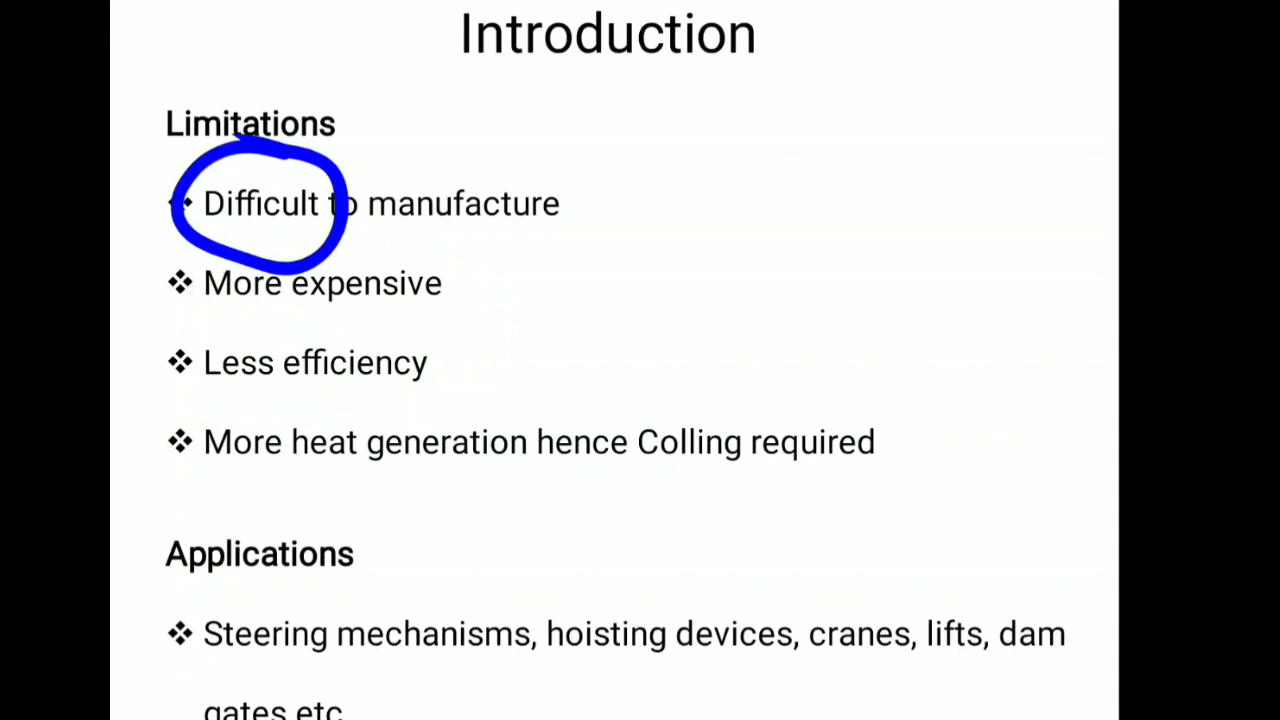 Introduction
Limitations
❖ Difficult to manufacture
❖ More expensive
❖ Less efficiency
❖ More heat generation hence Colling required
Applications
❖ Steering mechanisms, hoisting devices, cranes, lifts, dam
gates etc